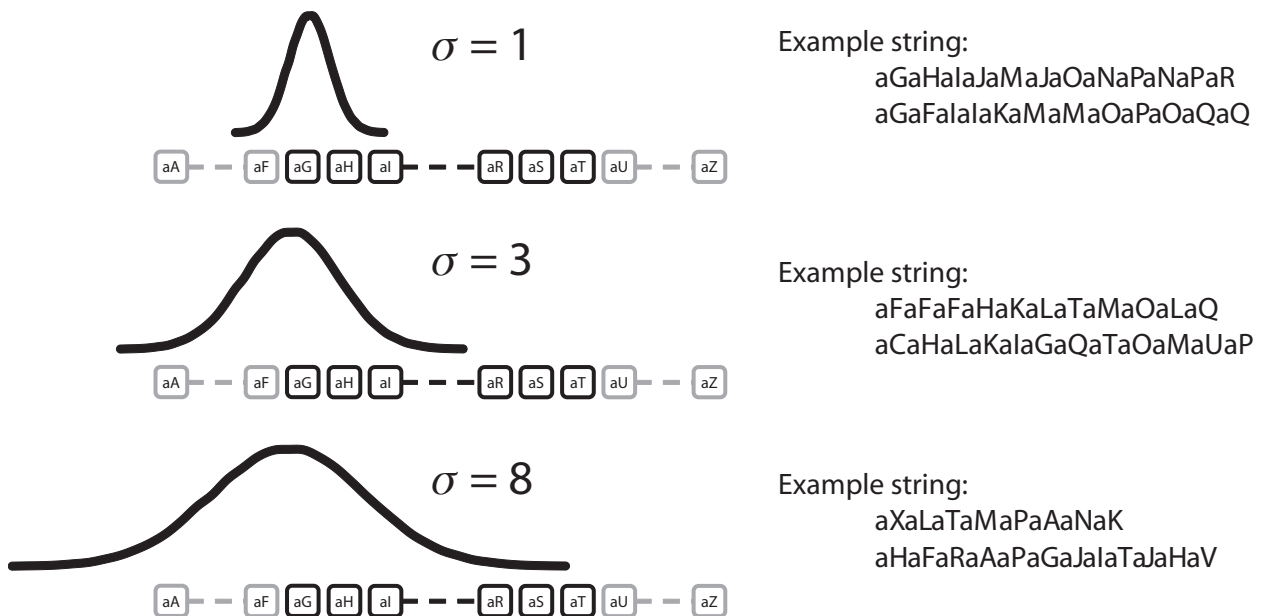 σ = 1
Example string:
aGaHaIaJaMaJaOaNaPaNaPaR
aGaFaIaIaKaMaMaOaPaOaQaQ
aA aF aG aH aI aR aS aT aU aZ
σ = 3
Example string:
aFaFaFaHaKaLaTaMaOaLaQ
aCaHaLaKaIaGaQaTaOaMaUaP
aA aF aG aH aI aR aS aT aU aZ
σ = 8
Example string:
aXaLaTaMaPaAaNaK
aHaFaRaAaPaGaJaIaTaJaHaV
aA aF aG aH aI aR aS aT aU aZ